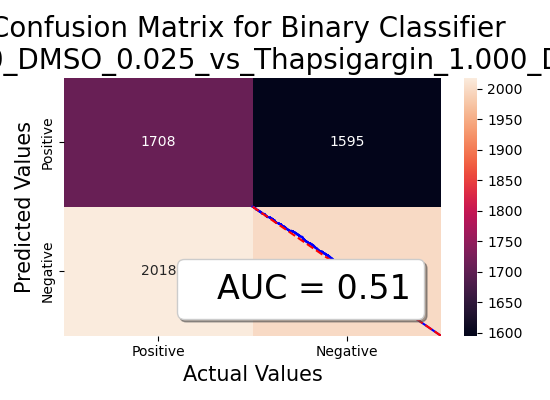 Confusion Matrix for Binary Classifier
0_DMSO_0.025_vs_Thapsigargin_1.000_D
Predicted Values
Positive
Negative
1708
1595
2018
AUC = 0.51
Positive
Negative
Actual Values
2000
1950
1900
1850
1800
1750
1700
1650
1600